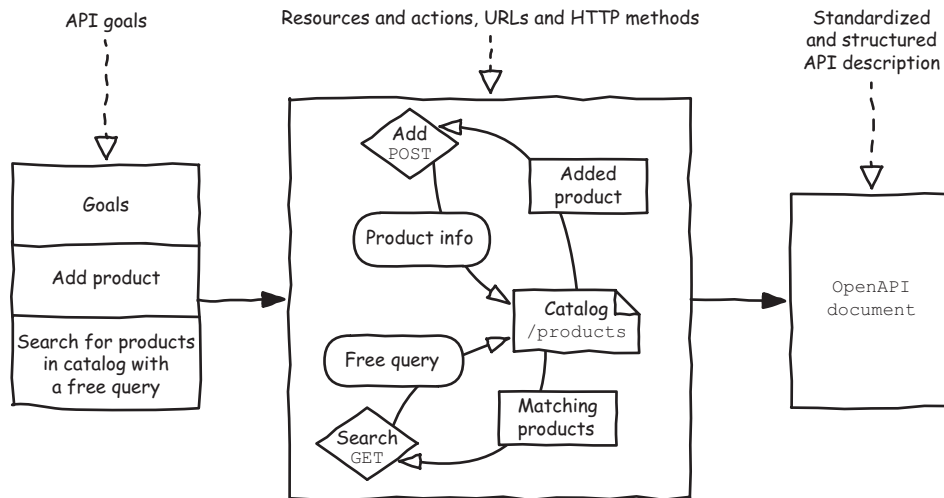 API goals
Resources and actions, URLs and HTTP methods
Standardized
and structured
API description
Goals
Add product
Search for products
in catalog with
a free query
Add
POST
Added
product
Product info
Catalog
/products
Free query
Matching
products
Search
GET
OpenAPI
document